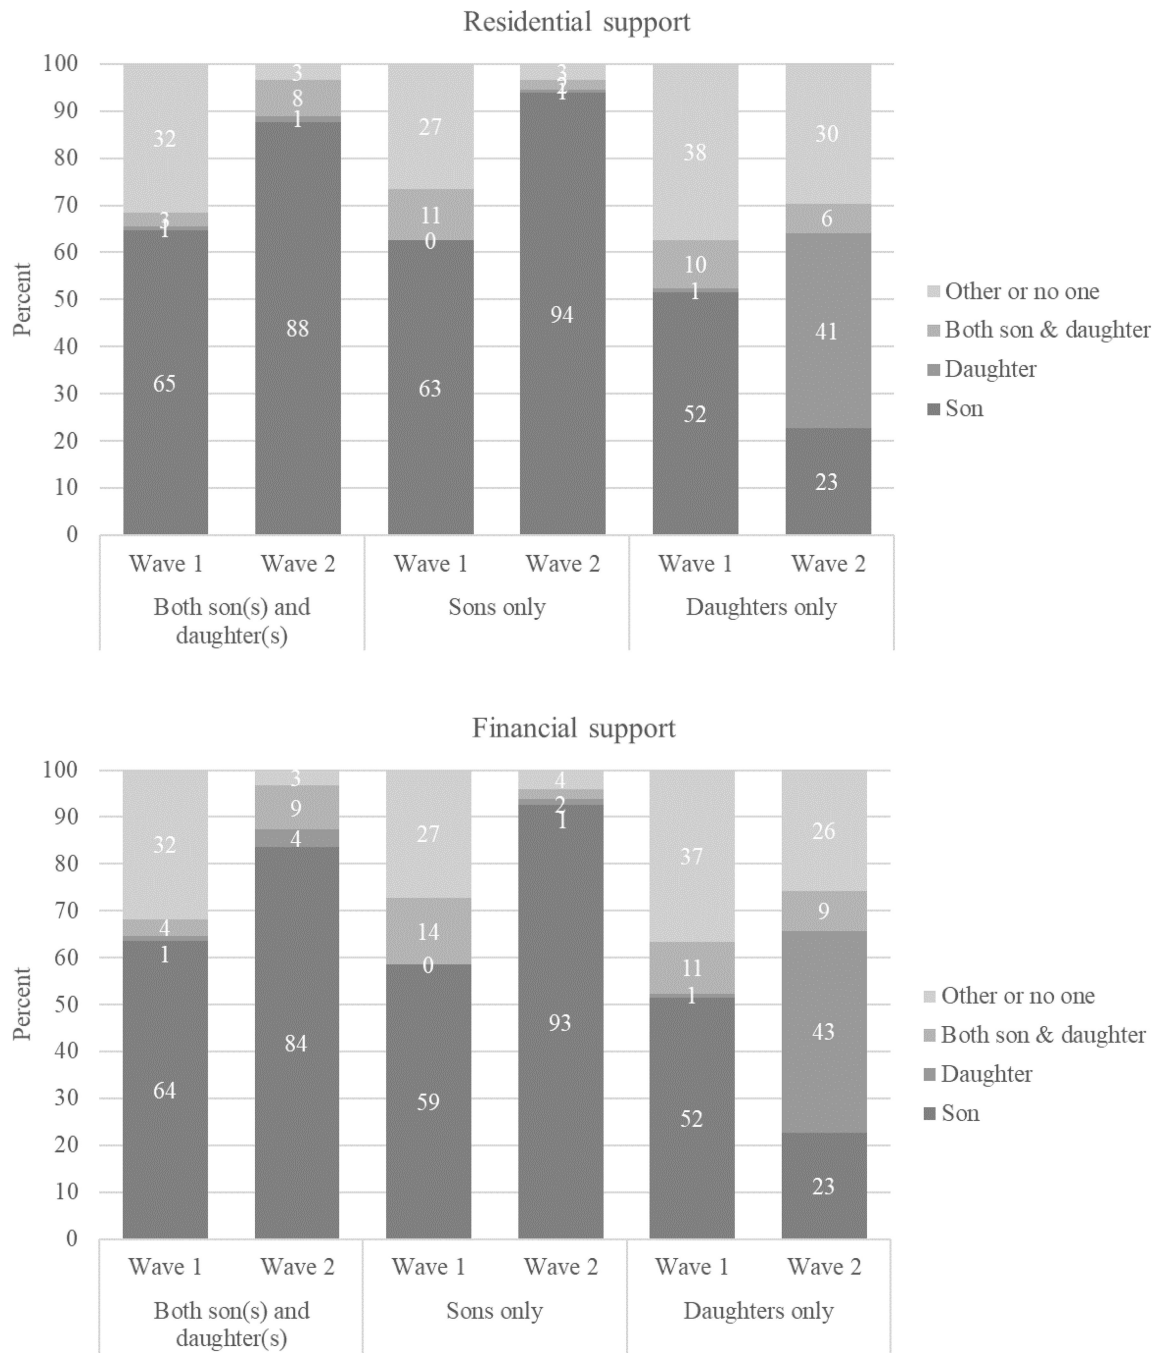 Residential support
100
90
80
70
60
50
40
30
20
10
0
Percent
32
3
1
65
3
8
1
88
27
11
0
63
3
1
94
38
10
1
52
30
6
41
23
Wave 1
Wave 2
Wave 1
Wave 2
Wave 1
Wave 2
Both son(s) and
daughter(s)
Sons only
Daughters only
Other or no one
Both son & daughter
Daughter
Son
Financial support
100
90
80
70
60
50
40
30
20
10
0
Percent
32
4
1
64
3
9
4
84
27
14
0
59
4
2
1
93
37
11
1
52
26
9
43
23
Wave 1
Wave 2
Wave 1
Wave 2
Wave 1
Wave 2
Both son(s) and
daughter(s)
Sons only
Daughters only
Other or no one
Both son & daughter
Daughter
Son